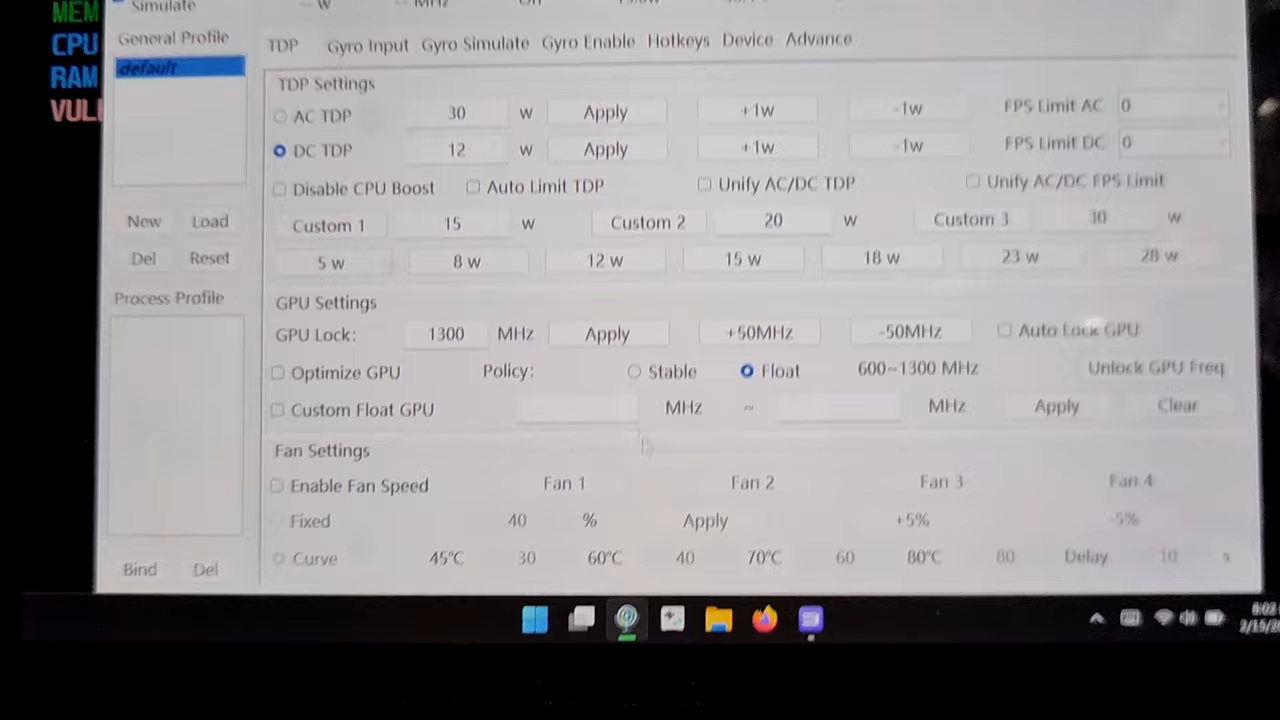 MEM
CPU
RAM
Simulate
W
MHz
On
General Profile
default
New Load
Del Reset
Process Profile
Bind Del
TDP Gyro Input Gyro Simulate Gyro Enable Hotkeys Device Advance
TDP Settings
AC TDP 30 w Apply +1w -1w FPS Limit AC 0
DC TDP 12 w Apply +1w -1w FPS Limit DC 0
Disable CPU Boost Auto Limit TDP Unify AC/DC TDP Unify AC/DC FPS Limit
Custom 1 15 w Custom 2 20 w Custom 3 30 w
5 w 8 w 12 w 15 w 18 w 23 w 28 w
GPU Settings
GPU Lock: 1300 MHz Apply +50MHz -50MHz Auto Lock GPU
Optimize GPU Policy: Stable Float 600~1300 MHz Unlock GPU Freq
Custom Float GPU MHz ~ MHz Apply Clear
Fan Settings
Enable Fan Speed Fan 1 Fan 2 Fan 3 Fan 4
Fixed 40 % Apply +5% -5%
Curve 45℃ 30 60℃ 40 70℃ 60 80℃ 80 Delay 10 s